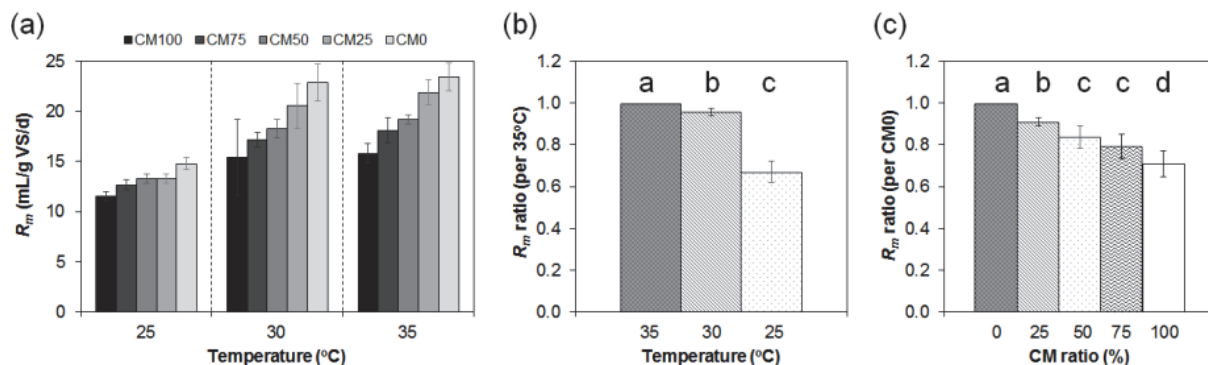 (a)
CM100 CM75 CM50 CM25 CM0
25
20
15
10
5
0
Rm (mL/g VS/d)
25 30 35
Temperature (°C)
(b)
1.2
1.0
0.8
0.6
0.4
0.2
0.0
Rm ratio (per 35°C)
a b c
35 30 25
Temperature (°C)
(c)
1.2
1.0
0.8
0.6
0.4
0.2
0.0
Rm ratio (per CM0)
a b c c d
0 25 50 75 100
CM ratio (%)